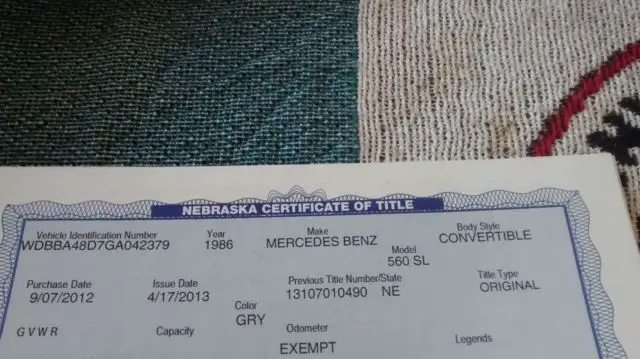 NEBRASKA CERTIFICATE OF TITLE
Vehicle Identification Number Year Make Body Style
WDBBA48D7GA042379 1986 MERCEDES BENZ CONVERTIBLE
Model
560 SL
Purchase Date Issue Date Previous Title Number/State Title Type
9/07/2012 4/17/2013 13107010490 NE ORIGINAL
Color
GRY
GVWR Capacity Odometer Legends
EXEMPT